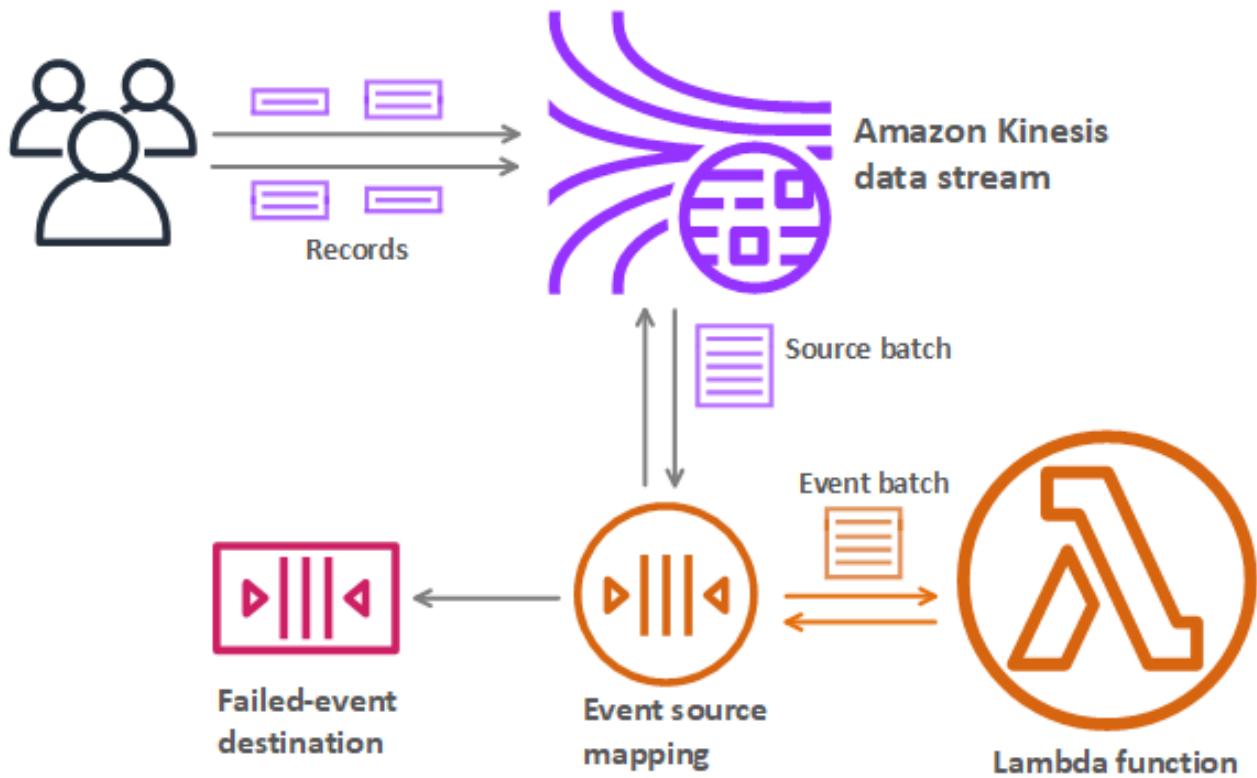 Amazon Kinesis
data stream
Records
Source batch
Event batch
Failed-event
destination
Event source
mapping
Lambda function